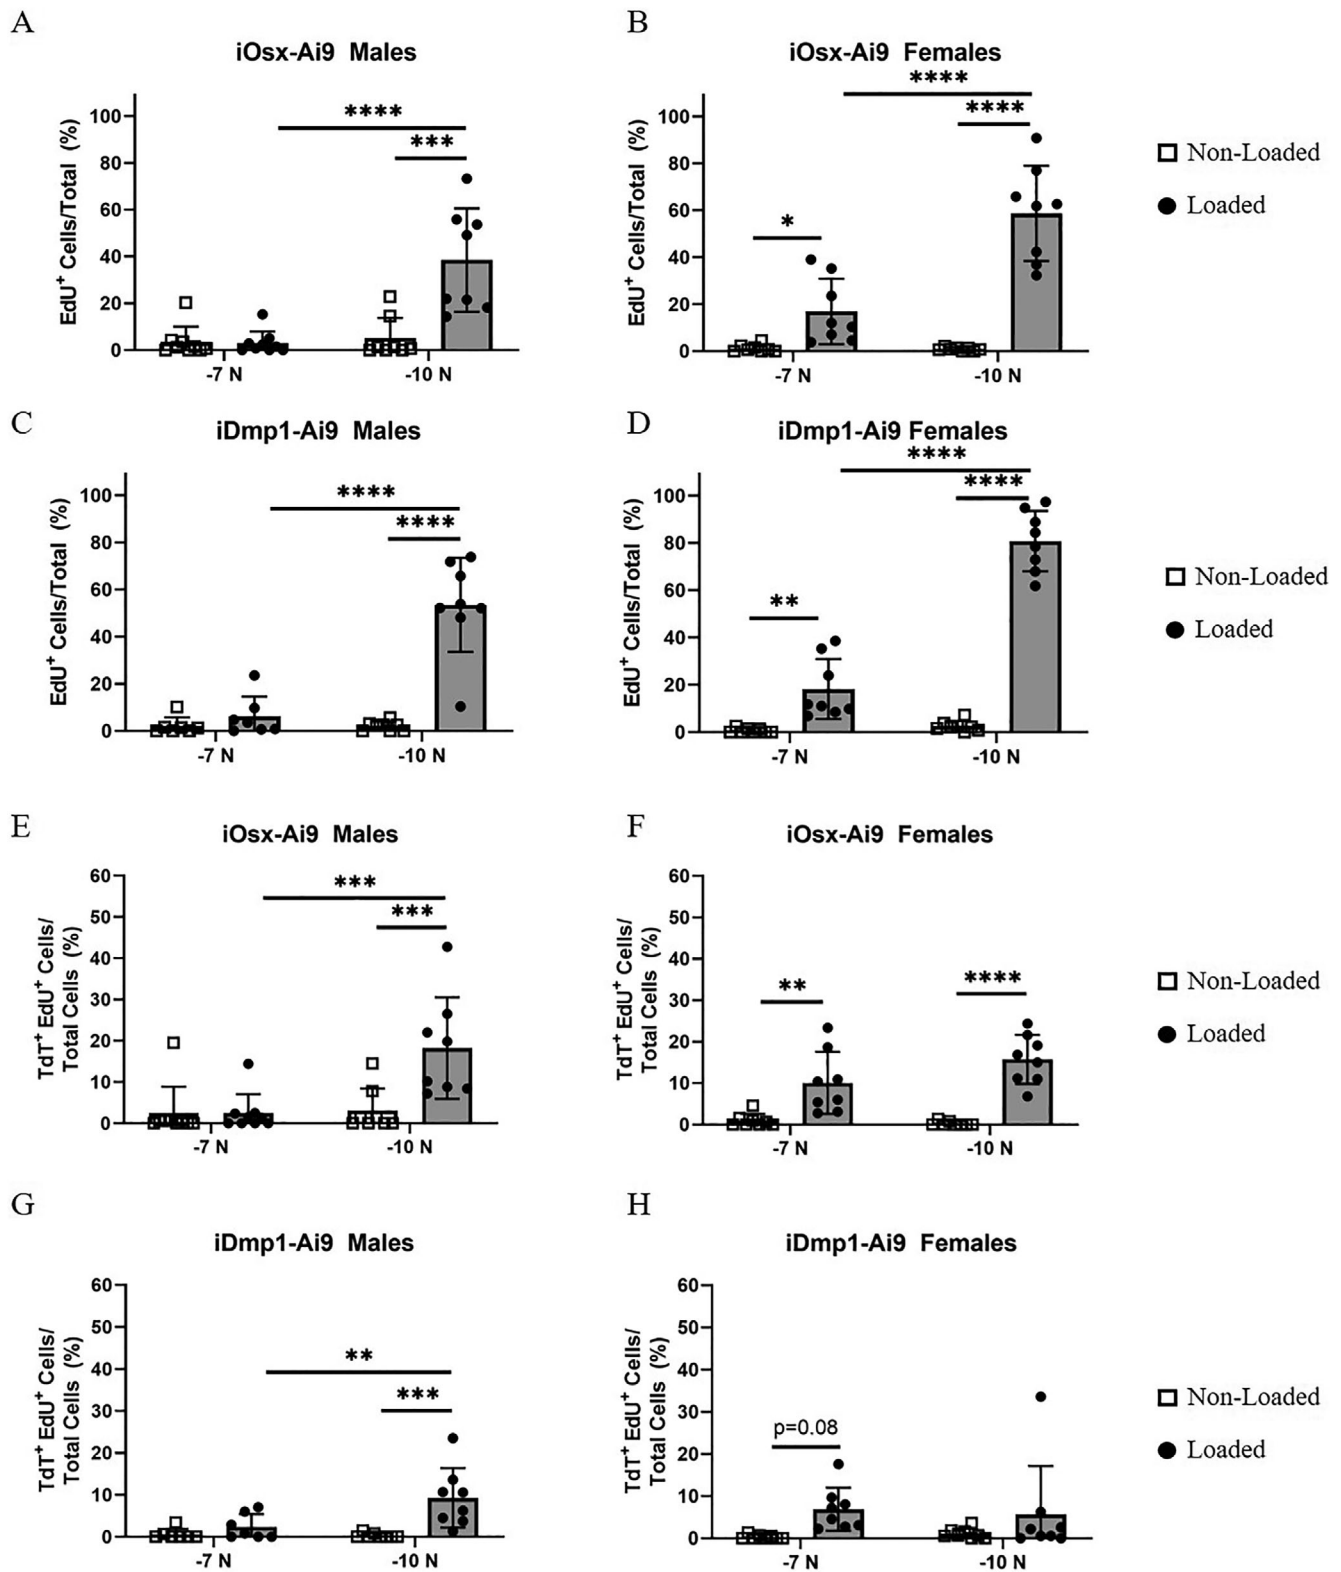 A
iOsx-Ai9 Males
EdU+ Cells/Total (%)
100
80
60
40
20
0
****
***
-7 N
-10 N
B
iOsx-Ai9 Females
EdU+ Cells/Total (%)
100
80
60
40
20
0
*
****
****
-7 N
-10 N
Non-Loaded
Loaded
C
iDmp1-Ai9 Males
EdU+ Cells/Total (%)
100
80
60
40
20
0
****
****
-7 N
-10 N
D
iDmp1-Ai9 Females
EdU+ Cells/Total (%)
100
80
60
40
20
0
**
****
****
-7 N
-10 N
Non-Loaded
Loaded
E
iOsx-Ai9 Males
TdT+ EdU+ Cells/
Total Cells (%)
60
50
40
30
20
10
0
***
***
-7 N
-10 N
F
iOsx-Ai9 Females
TdT+ EdU+ Cells/
Total Cells (%)
60
50
40
30
20
10
0
**
****
-7 N
-10 N
Non-Loaded
Loaded
G
iDmp1-Ai9 Males
TdT+ EdU+ Cells/
Total Cells (%)
60
50
40
30
20
10
0
**
***
-7 N
-10 N
H
iDmp1-Ai9 Females
TdT+ EdU+ Cells/
Total Cells (%)
60
50
40
30
20
10
0
p=0.08
-7 N
-10 N
Non-Loaded
Loaded